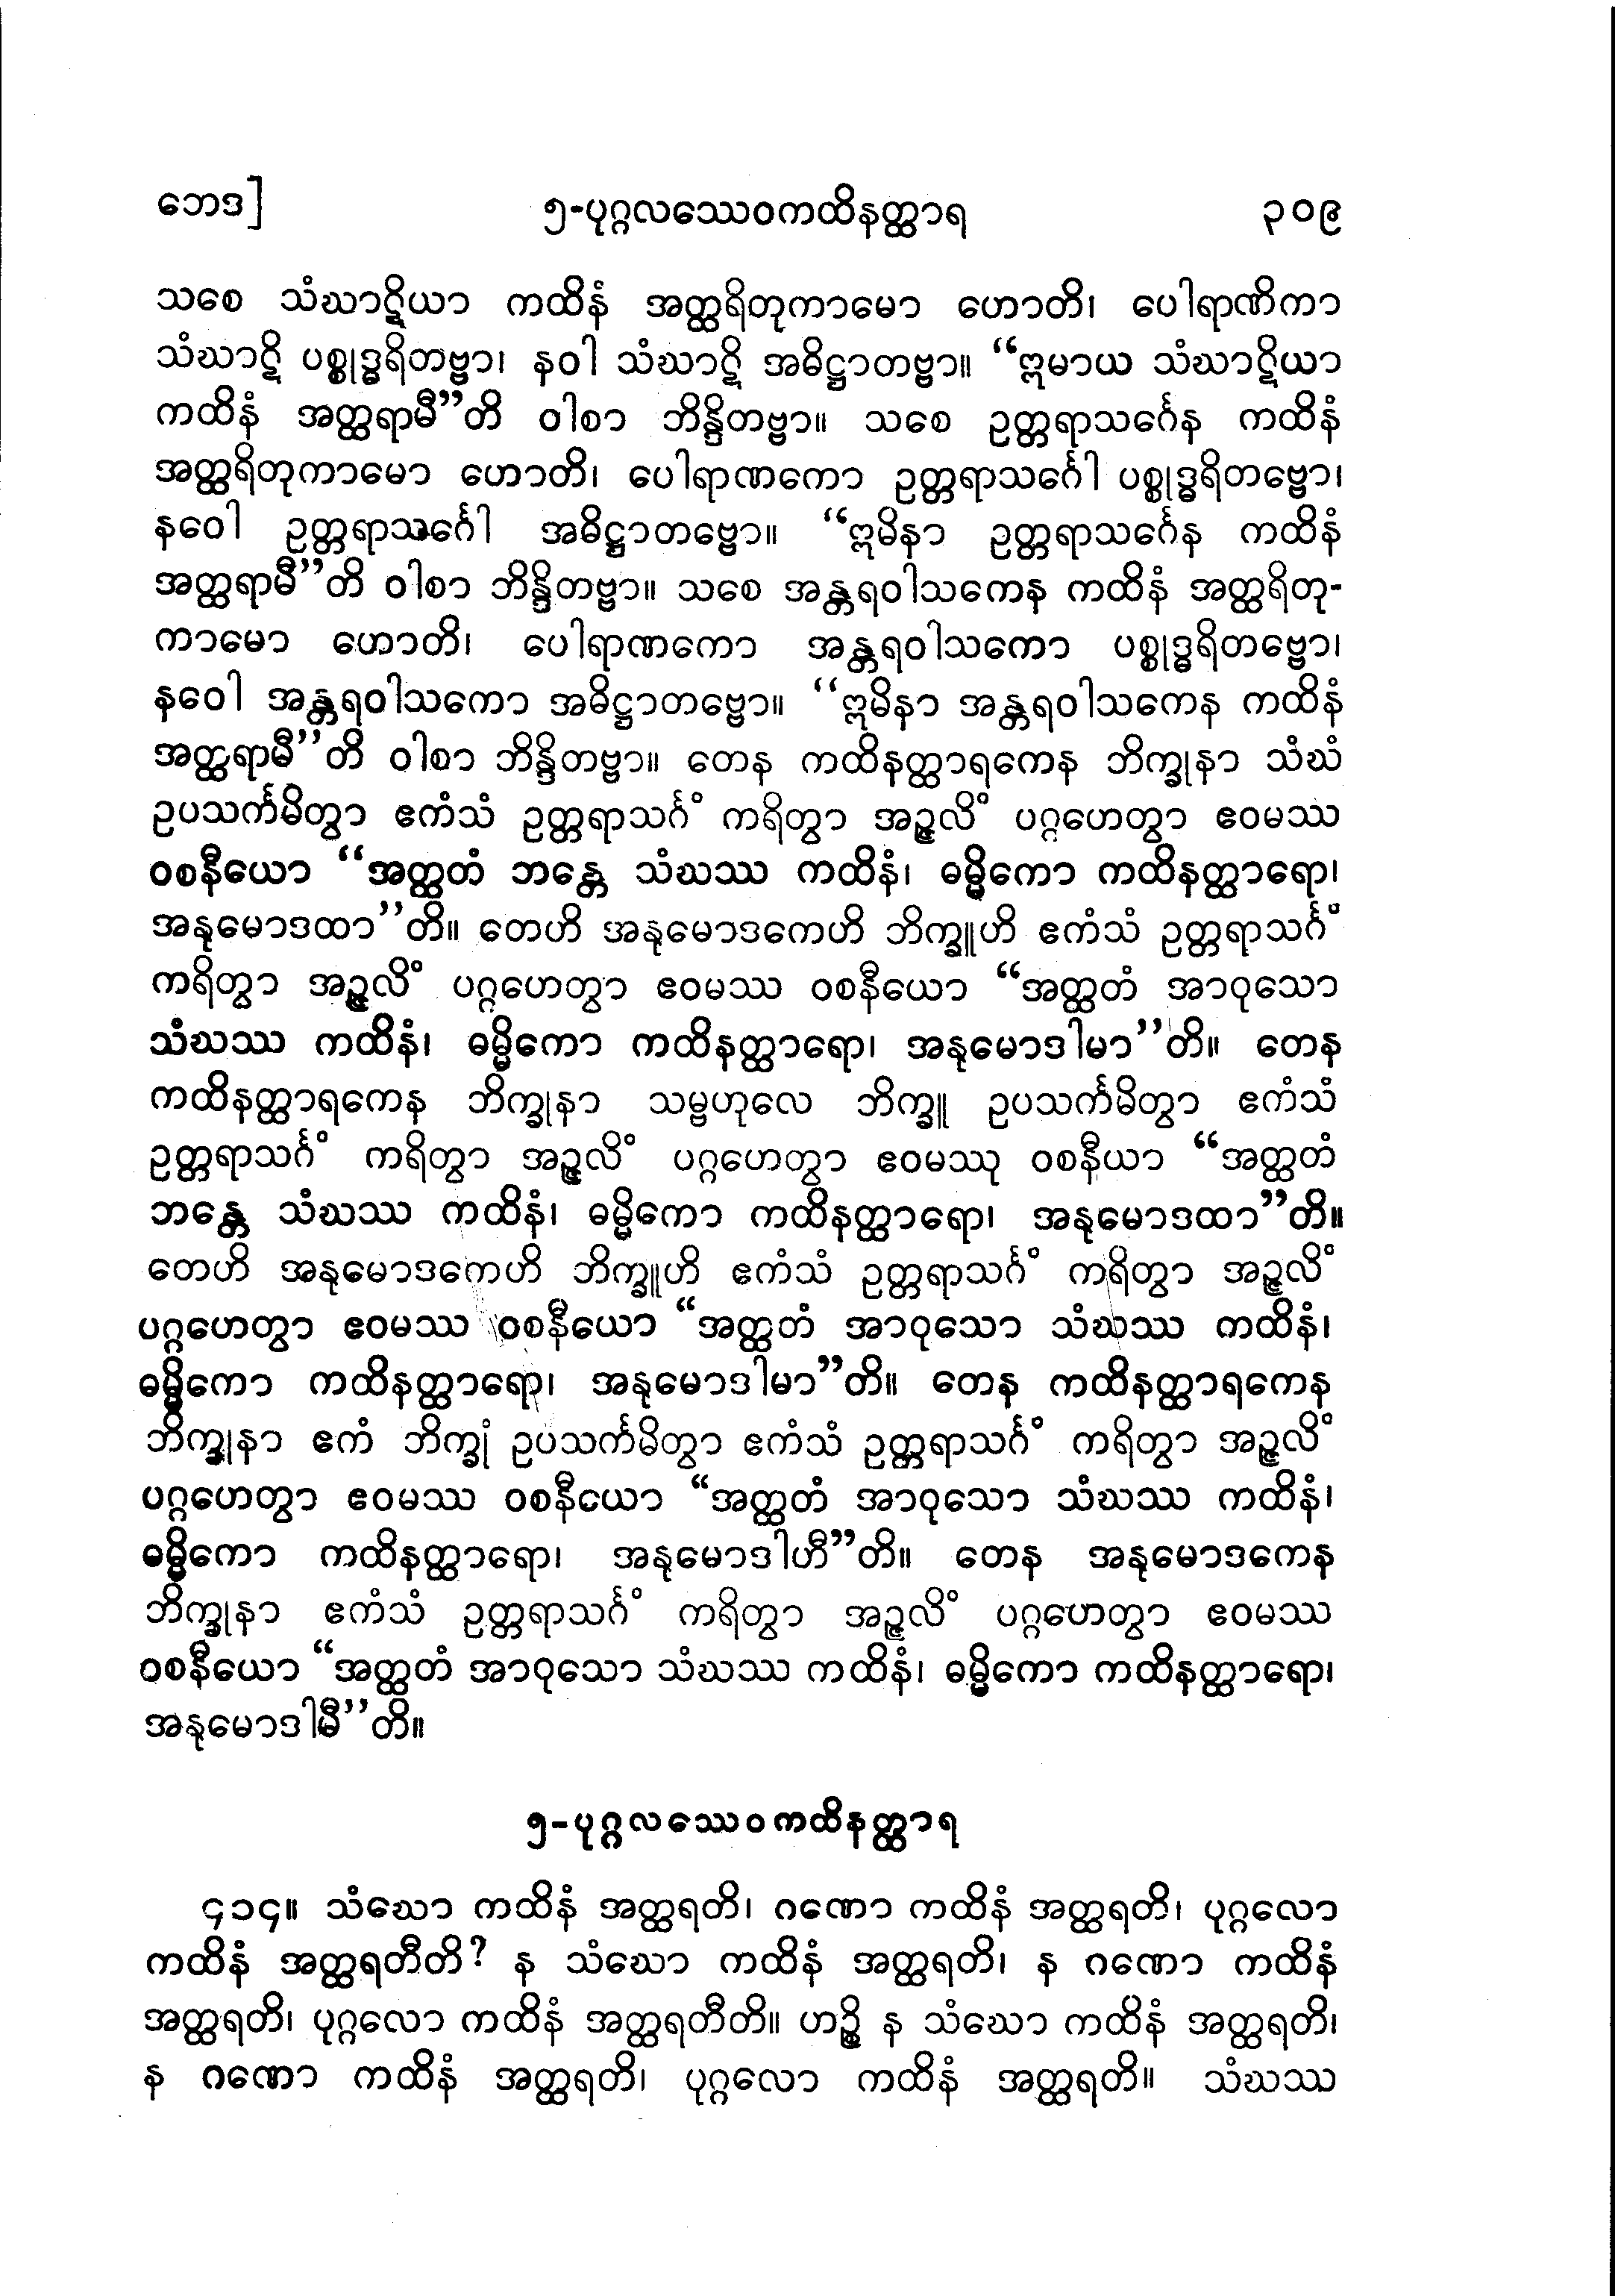 ဘေဒ]	၅-ပုဂ္ဂလဿေဝကထိနတ္ထာရ	၃၀၉
သစေ သံဃာဋိယာ ကထိနံ အတ္ထရိတုကာမော ဟောတိ၊ ပေါရာဏိကာ
သံဃာဋိ ပစ္စုဒ္ဓရိတဗ္ဗာ၊ နဝါ သံဃာဋိ အဓိဋ္ဌာတဗ္ဗာ။ “ဣမာယ သံဃာဋိယာ
ကထိနံ အတ္ထရာမီ”တိ ဝါစာ ဘိန္ဒိတဗ္ဗာ။ သစေ ဥတ္တရာသင်္ဂေန ကထိနံ
အတ္ထရိတုကာမော ဟောတိ၊ ပေါရာဏကော ဥတ္တရာသင်္ဂေါ ပစ္စုဒ္ဓရိတဗ္ဗော၊
နဝေါ ဥတ္တရာသင်္ဂေါ အဓိဋ္ဌာတဗ္ဗော။ “ဣမိနာ ဥတ္တရာသင်္ဂေန ကထိနံ
အတ္ထရာမီ”တိ ဝါစာ ဘိန္ဒိတဗ္ဗာ။ သစေ အန္တရဝါသကေန ကထိနံ အတ္ထရိတု-
ကာမော ဟောတိ၊ ပေါရာဏကော အန္တရဝါသကော ပစ္စုဒ္ဓရိတဗ္ဗော၊
နဝေါ အန္တရဝါသကော အဓိဋ္ဌာတဗ္ဗော။ “ဣမိနာ အန္တရဝါသကေန ကထိနံ
အတ္ထရာမီ”တိ ဝါစာ ဘိန္ဒိတဗ္ဗာ။ တေန ကထိနတ္ထာရကေန ဘိက္ခုနာ သံဃံ
ဥပသင်္ကမိတွာ ဧကံသံ ဥတ္တရာသင်္ဂံ ကရိတွာ အဉ္ဇလိံ ပဂ္ဂဟေတွာ ဧဝမဿ
ဝစနီယော “အတ္ထတံ ဘန္တေ သံဃဿ ကထိနံ၊ ဓမ္မိကော ကထိနတ္ထာရော၊
အနုမောဒထာ”တိ။ တေဟိ အနုမောဒကေဟိ ဘိက္ခူဟိ ဧကံသံ ဥတ္တရာသင်္ဂံ
ကရိတွာ အဉ္ဇလိံ ပဂ္ဂဟေတွာ ဧဝမဿ ဝစနီယော “အတ္ထတံ အာဝုသော
သံဃဿ ကထိနံ၊ ဓမ္မိကော ကထိနတ္ထာရော၊ အနုမောဒါမာ”တိ။ တေန
ကထိနတ္ထာရကေန ဘိက္ခုနာ သမ္ဗဟုလေ ဘိက္ခူ ဥပသင်္ကမိတွာ ဧကံသံ
ဥတ္တရာသင်္ဂံ ကရိတွာ အဉ္ဇလိံ ပဂ္ဂဟေတွာ ဧဝမဿု ဝစနီယာ “အတ္ထတံ
ဘန္တေ သံဃဿ ကထိနံ၊ ဓမ္မိကော ကထိနတ္ထာရော၊ အနုမောဒထာ”တိ။
တေဟိ အနုမောဒကေဟိ ဘိက္ခူဟိ ဧကံသံ ဥတ္တရာသင်္ဂံ ကရိတွာ အဉ္ဇလိံ
ပဂ္ဂဟေတွာ ဧဝမဿ ဝစနီယော “အတ္ထတံ အာဝုသော သံဃဿ ကထိနံ၊
ဓမ္မိကော ကထိနတ္ထာရော၊ အနုမောဒါမာ”တိ။ တေန ကထိနတ္ထာရကေန
ဘိက္ခုနာ ဧကံ ဘိက္ခုံ ဥပသင်္ကမိတွာ ဧကံသံ ဥတ္တရာသင်္ဂံ ကရိတွာ အဉ္ဇလိံ
ပဂ္ဂဟေတွာ ဧဝမဿ ဝစနီယော “အတ္ထတံ အာဝုသော သံဃဿ ကထိနံ၊
ဓမ္မိကော ကထိနတ္ထာရော၊ အနုမောဒါဟီ”တိ။ တေန အနုမောဒကေန
ဘိက္ခုနာ ဧကံသံ ဥတ္တရာသင်္ဂံ ကရိတွာ အဉ္ဇလိံ ပဂ္ဂဟေတွာ ဧဝမဿ
ဝစနီယော “အတ္ထတံ အာဝုသော သံဃဿ ကထိနံ၊ ဓမ္မိကော ကထိနတ္ထာရော၊
အနုမောဒါမီ”တိ။
၅-ပုဂ္ဂလဿေဝကထိနတ္ထာရ
၄၁၄။ သံဃော ကထိနံ အတ္ထရတိ၊ ဂဏော ကထိနံ အတ္ထရတိ၊ ပုဂ္ဂလော
ကထိနံ အတ္ထရတီတိ? န သံဃော ကထိနံ အတ္ထရတိ၊ န ဂဏော ကထိနံ
အတ္ထရတိ၊ ပုဂ္ဂလော ကထိနံ အတ္ထရတီတိ။ ဟဉ္စိ န သံဃော ကထိနံ အတ္ထရတိ၊
န ဂဏော ကထိနံ အတ္ထရတိ၊ ပုဂ္ဂလော ကထိနံ အတ္ထရတိ။ သံဃဿ